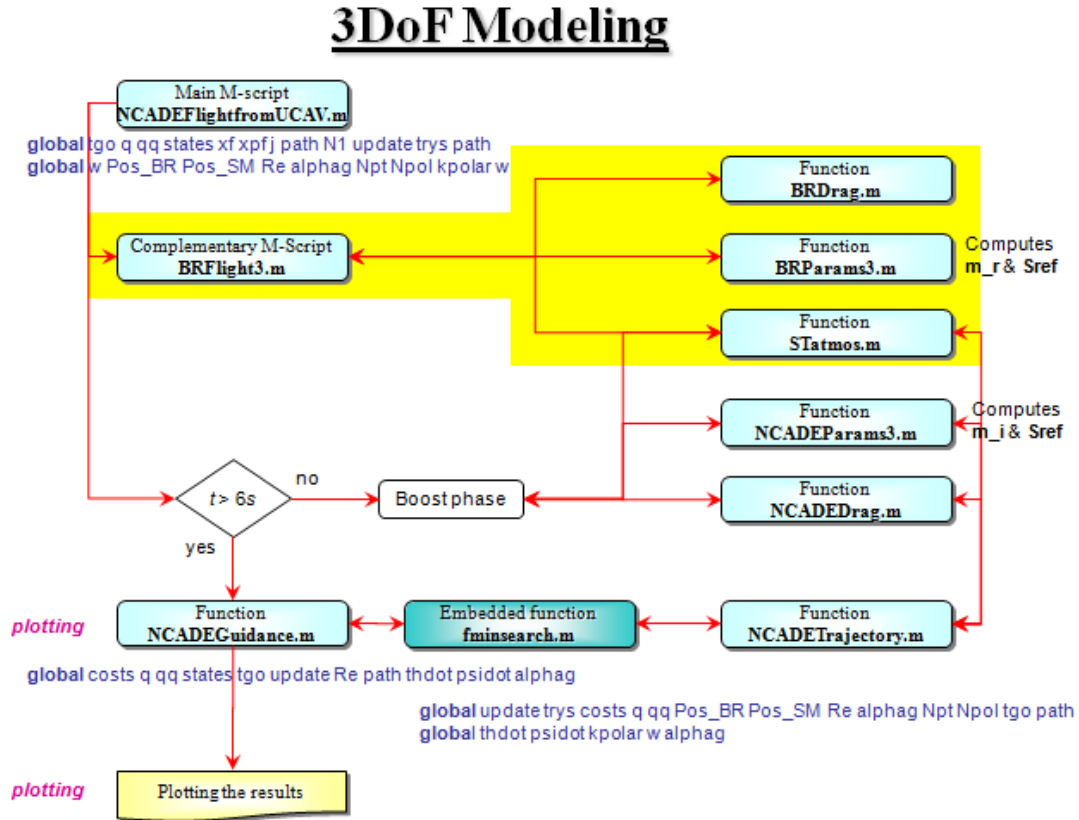 3DoF Modeling
Main M-script
NCADEFlightfromUCAV.m
global tgo q qq states xf xpf j path N1 update trys path
global w Pos_BR Pos_SM Re alphag Npt Npol kpolar w
Function
BRDrag.m
Complementary M-Script
BRFlight3.m
Function
BRParams3.m
Computes
m_r & Sref
Function
STatmos.m
Function
NCADEParams3.m
Computes
m_i & Sref
t > 6s
no
Boost phase
Function
NCADEDrag.m
yes
plotting
Function
NCADEGuidance.m
Embedded function
fminsearch.m
Function
NCADETrajectory.m
global costs q qq states tgo update Re path thdot psidot alphag
global update trys costs q qq Pos_BR Pos_SM Re alphag Npt Npol tgo path
global thdot psidot kpolar w alphag
plotting
Plotting the results